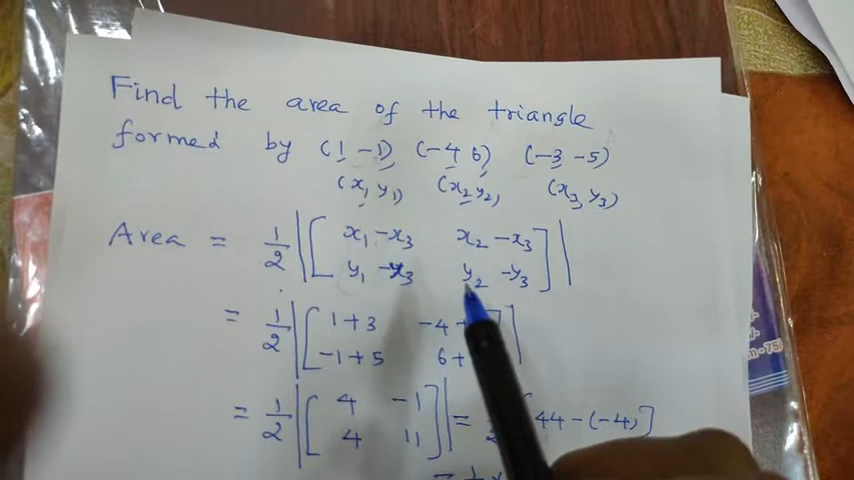 Find the area of the triangle
formed by (1 -1) (-4 6) (-3 -5)
(x₁ y₁) (x₂ y₂) (x₃ y₃)
Area = 1/2 |[ x₁ -x₃ x₂ -x₃
y₁ -y₃ y₂ -y₃ ]|
= 1/2 |[ 1+3 -4+
-1+5 6+ ]|
= 1/2 |[ 4 -1
4 11 ]| = [44-(-4)]
= 1/2 x